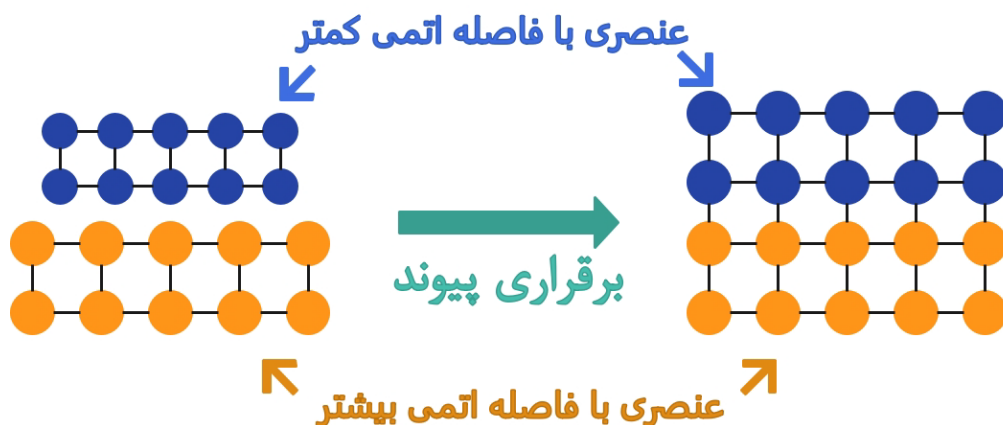 عنصری با فاصله اتمی کمتر
برقراری پیوند
عنصری با فاصله اتمی بیشتر